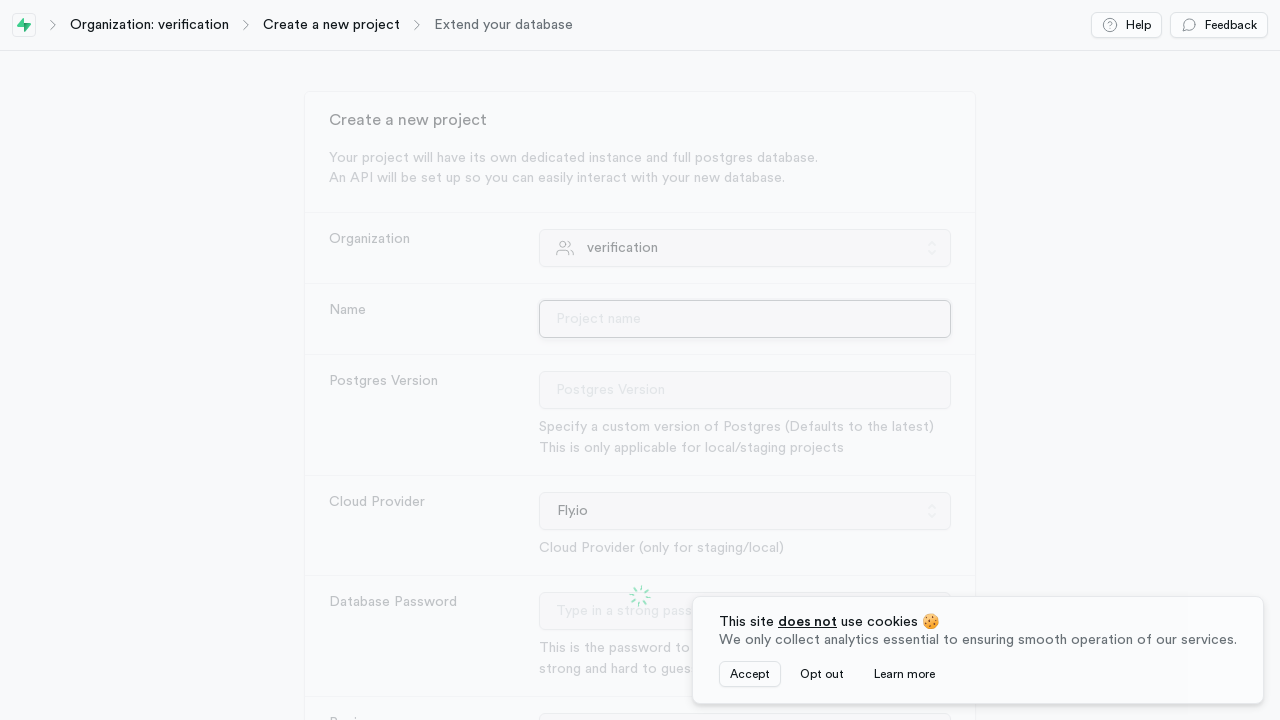 Organization: verification
Create a new project
Extend your database
Help
Feedback
Create a new project
Your project will have its own dedicated instance and full postgres database.
An API will be set up so you can easily interact with your new database.
Organization
verification
Name
Project name
Postgres Version
Postgres Version
Specify a custom version of Postgres (Defaults to the latest)
This is only applicable for local/staging projects
Cloud Provider
Fly.io
Cloud Provider (only for staging/local)
Database Password
Type in a strong
This is the password to
strong and hard to
This site does not use cookies 🍪
We only collect analytics essential to ensuring smooth operation of our services.
Accept
Opt out
Learn more